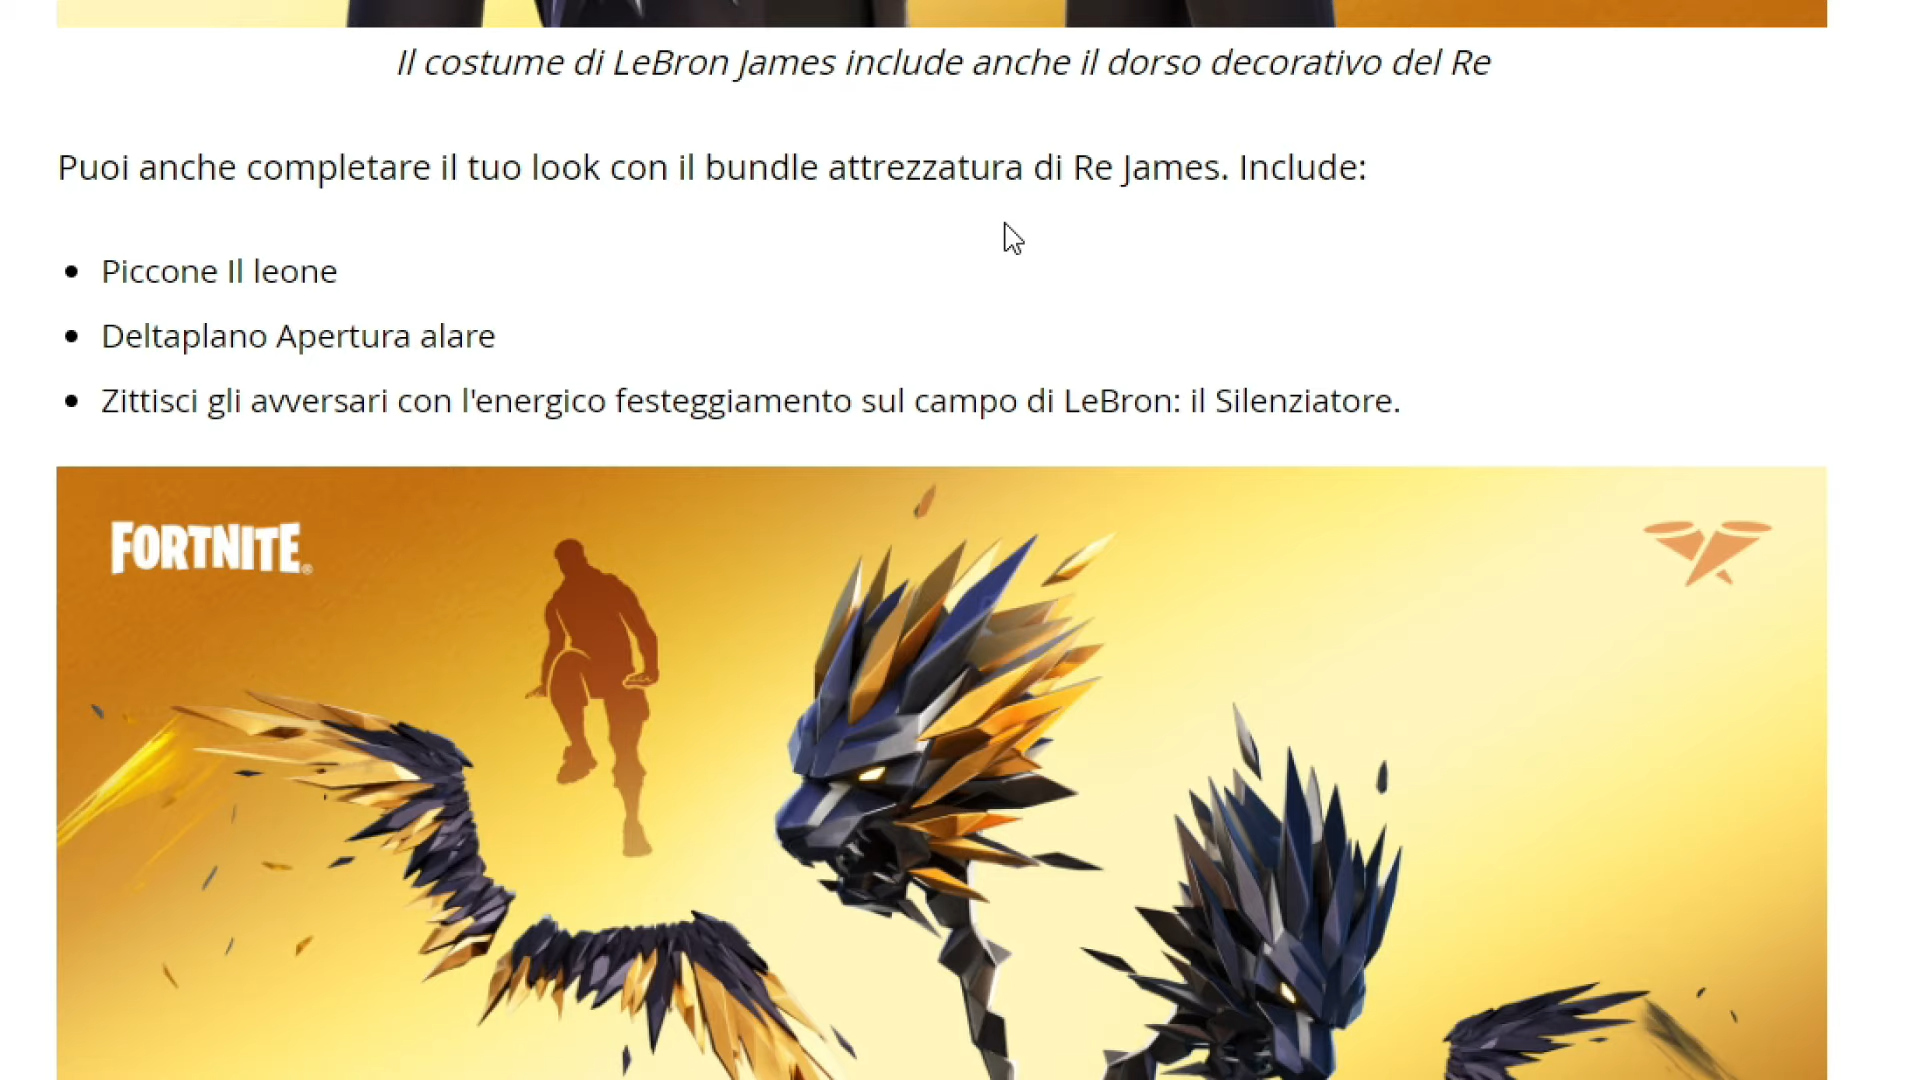 Il costume di LeBron James include anche il dorso decorativo del Re
Puoi anche completare il tuo look con il bundle attrezzatura di Re James. Include:
Piccone Il leone
Deltaplano Apertura alare
Zittisci gli avversari con l'energico festeggiamento sul campo di LeBron: il Silenziatore.
FORTNITE®